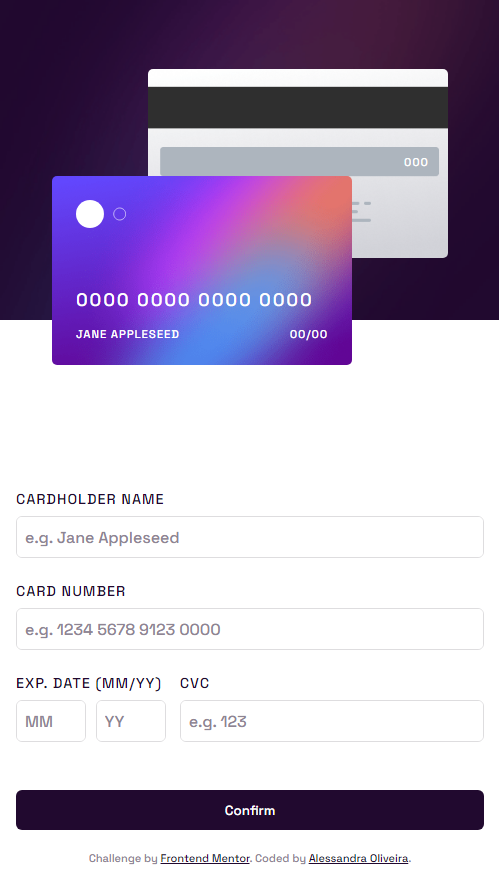 000
0000 0000 0000 0000
JANE APPLESEED 00/00
CARDHOLDER NAME
e.g. Jane Appleseed
CARD NUMBER
e.g. 1234 5678 9123 0000
EXP. DATE (MM/YY) CVC
MM YY e.g. 123
Confirm
Challenge by Frontend Mentor. Coded by Alessandra Oliveira.